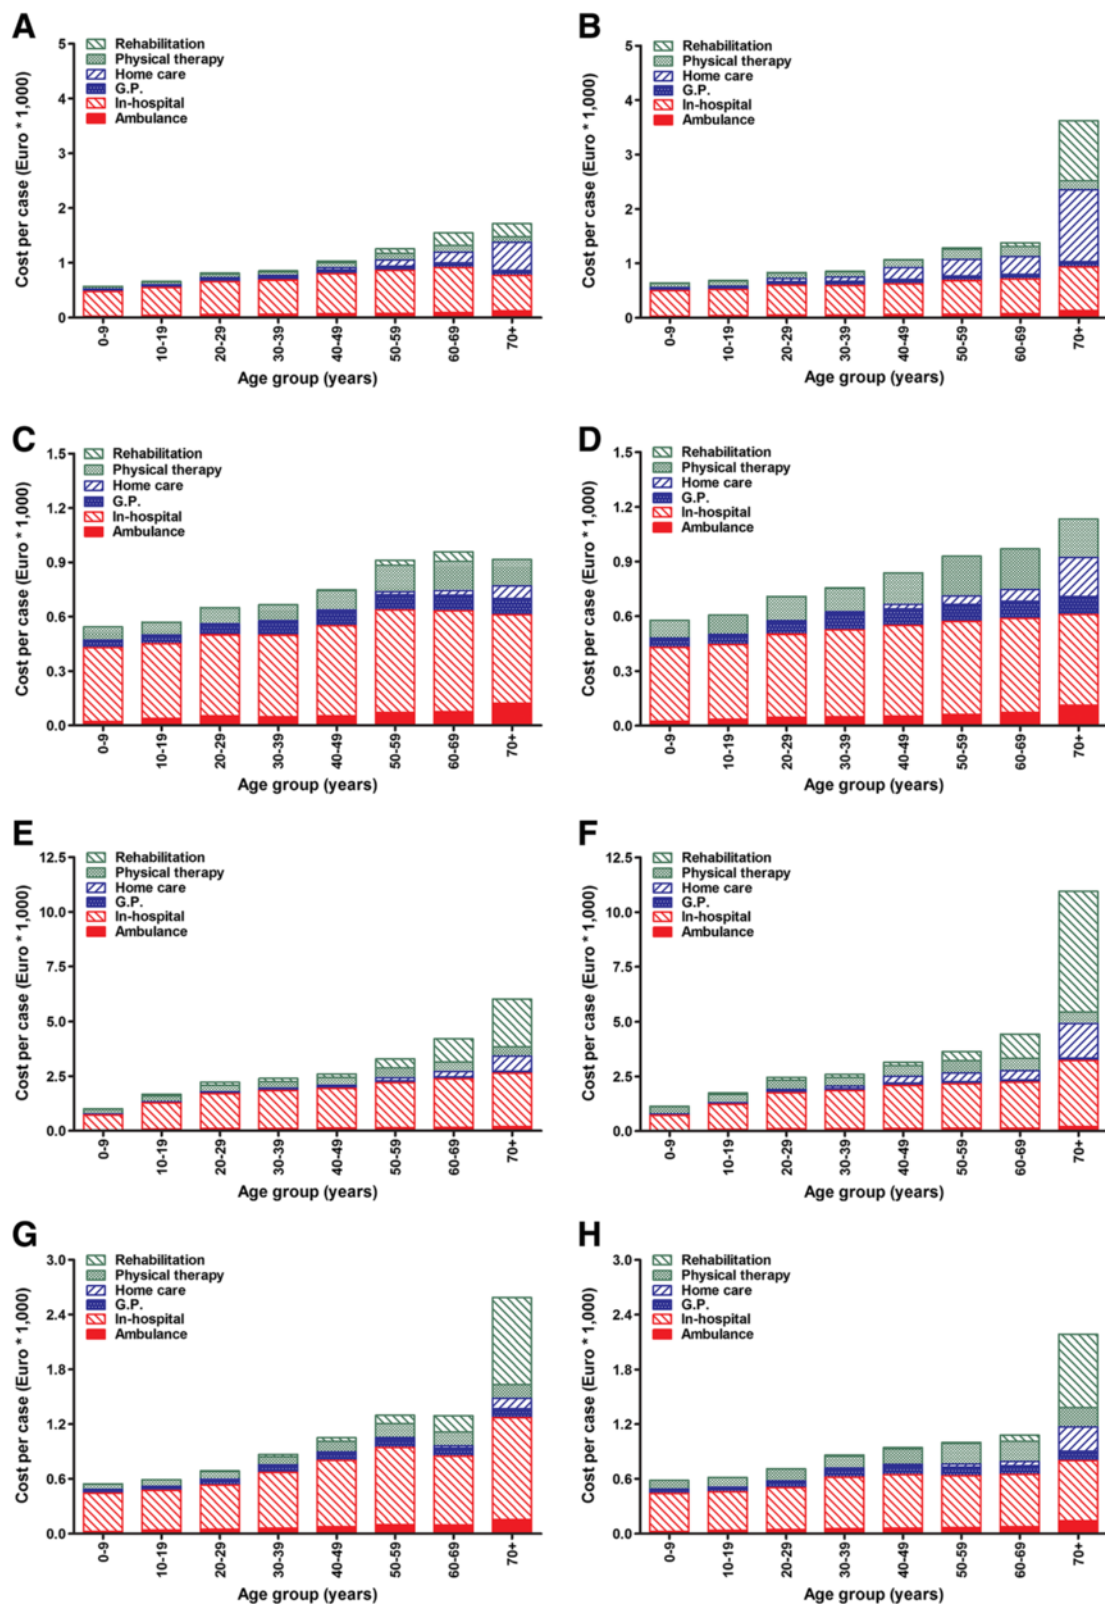 A
Cost per case (Euro * 1,000)
5
4
3
2
1
0
Rehabilitation
Physical therapy
Home care
G.P.
In-hospital
Ambulance
0-9
10-19
20-29
30-39
40-49
50-59
60-69
70+
Age group (years)
B
Cost per case (Euro * 1,000)
5
4
3
2
1
0
Rehabilitation
Physical therapy
Home care
G.P.
In-hospital
Ambulance
0-9
10-19
20-29
30-39
40-49
50-59
60-69
70+
Age group (years)
C
Cost per case (Euro * 1,000)
1.5
1.2
0.9
0.6
0.3
0.0
Rehabilitation
Physical therapy
Home care
G.P.
In-hospital
Ambulance
0-9
10-19
20-29
30-39
40-49
50-59
60-69
70+
Age group (years)
D
Cost per case (Euro * 1,000)
1.5
1.2
0.9
0.6
0.3
0.0
Rehabilitation
Physical therapy
Home care
G.P.
In-hospital
Ambulance
0-9
10-19
20-29
30-39
40-49
50-59
60-69
70+
Age group (years)
E
Cost per case (Euro * 1,000)
12.5
10.0
7.5
5.0
2.5
0.0
Rehabilitation
Physical therapy
Home care
G.P.
In-hospital
Ambulance
0-9
10-19
20-29
30-39
40-49
50-59
60-69
70+
Age group (years)
F
Cost per case (Euro * 1,000)
12.5
10.0
7.5
5.0
2.5
0.0
Rehabilitation
Physical therapy
Home care
G.P.
In-hospital
Ambulance
0-9
10-19
20-29
30-39
40-49
50-59
60-69
70+
Age group (years)
G
Cost per case (Euro * 1,000)
3.0
2.4
1.8
1.2
0.6
0.0
Rehabilitation
Physical therapy
Home care
G.P.
In-hospital
Ambulance
0-9
10-19
20-29
30-39
40-49
50-59
60-69
70+
Age group (years)
H
Cost per case (Euro * 1,000)
3.0
2.4
1.8
1.2
0.6
0.0
Rehabilitation
Physical therapy
Home care
G.P.
In-hospital
Ambulance
0-9
10-19
20-29
30-39
40-49
50-59
60-69
70+
Age group (years)